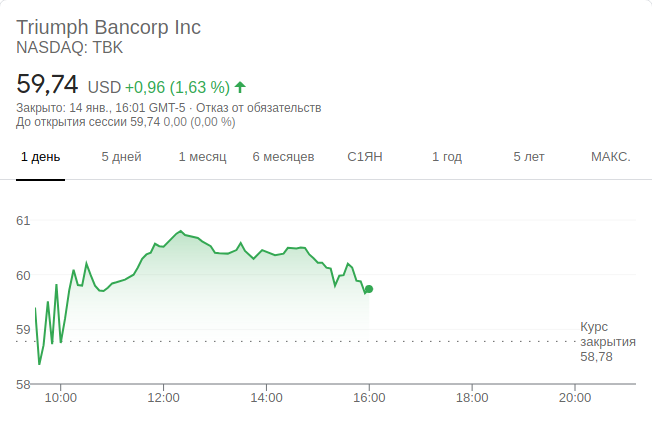 Triumph Bancorp Inc
NASDAQ: TBK
59,74 USD +0,96 (1,63 %)
Закрыто: 14 янв., 16:01 GMT-5 · Отказ от обязательств
До открытия сессии 59,74 0,00 (0,00 %)
1 день 5 дней 1 месяц 6 месяцев С1ЯН 1 год 5 лет МАКС.
61
60
59
Курс
закрытия
58,78
58
10:00 12:00 14:00 16:00 18:00 20:00